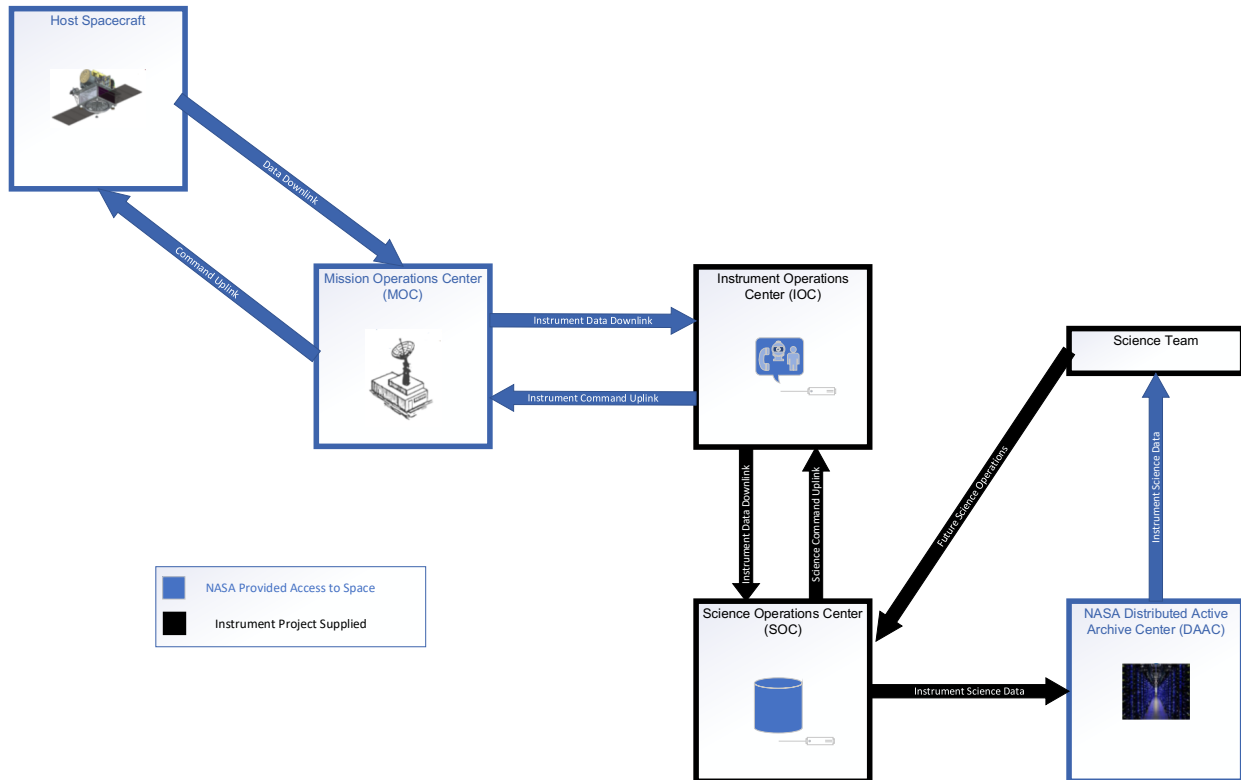 Host Spacecraft
Data Downlink
Command Uplink
Mission Operations Center
(MOC)
Instrument Data Downlink
Instrument Command Uplink
Instrument Operations
Center (IOC)
Science Team
Instrument Data Downlink
Science Command Uplink
Future Science Operations
Instrument Science Data
NASA Provided Access to Space
Instrument Project Supplied
Science Operations Center
(SOC)
Instrument Science Data
NASA Distributed Active
Archive Center (DAAC)